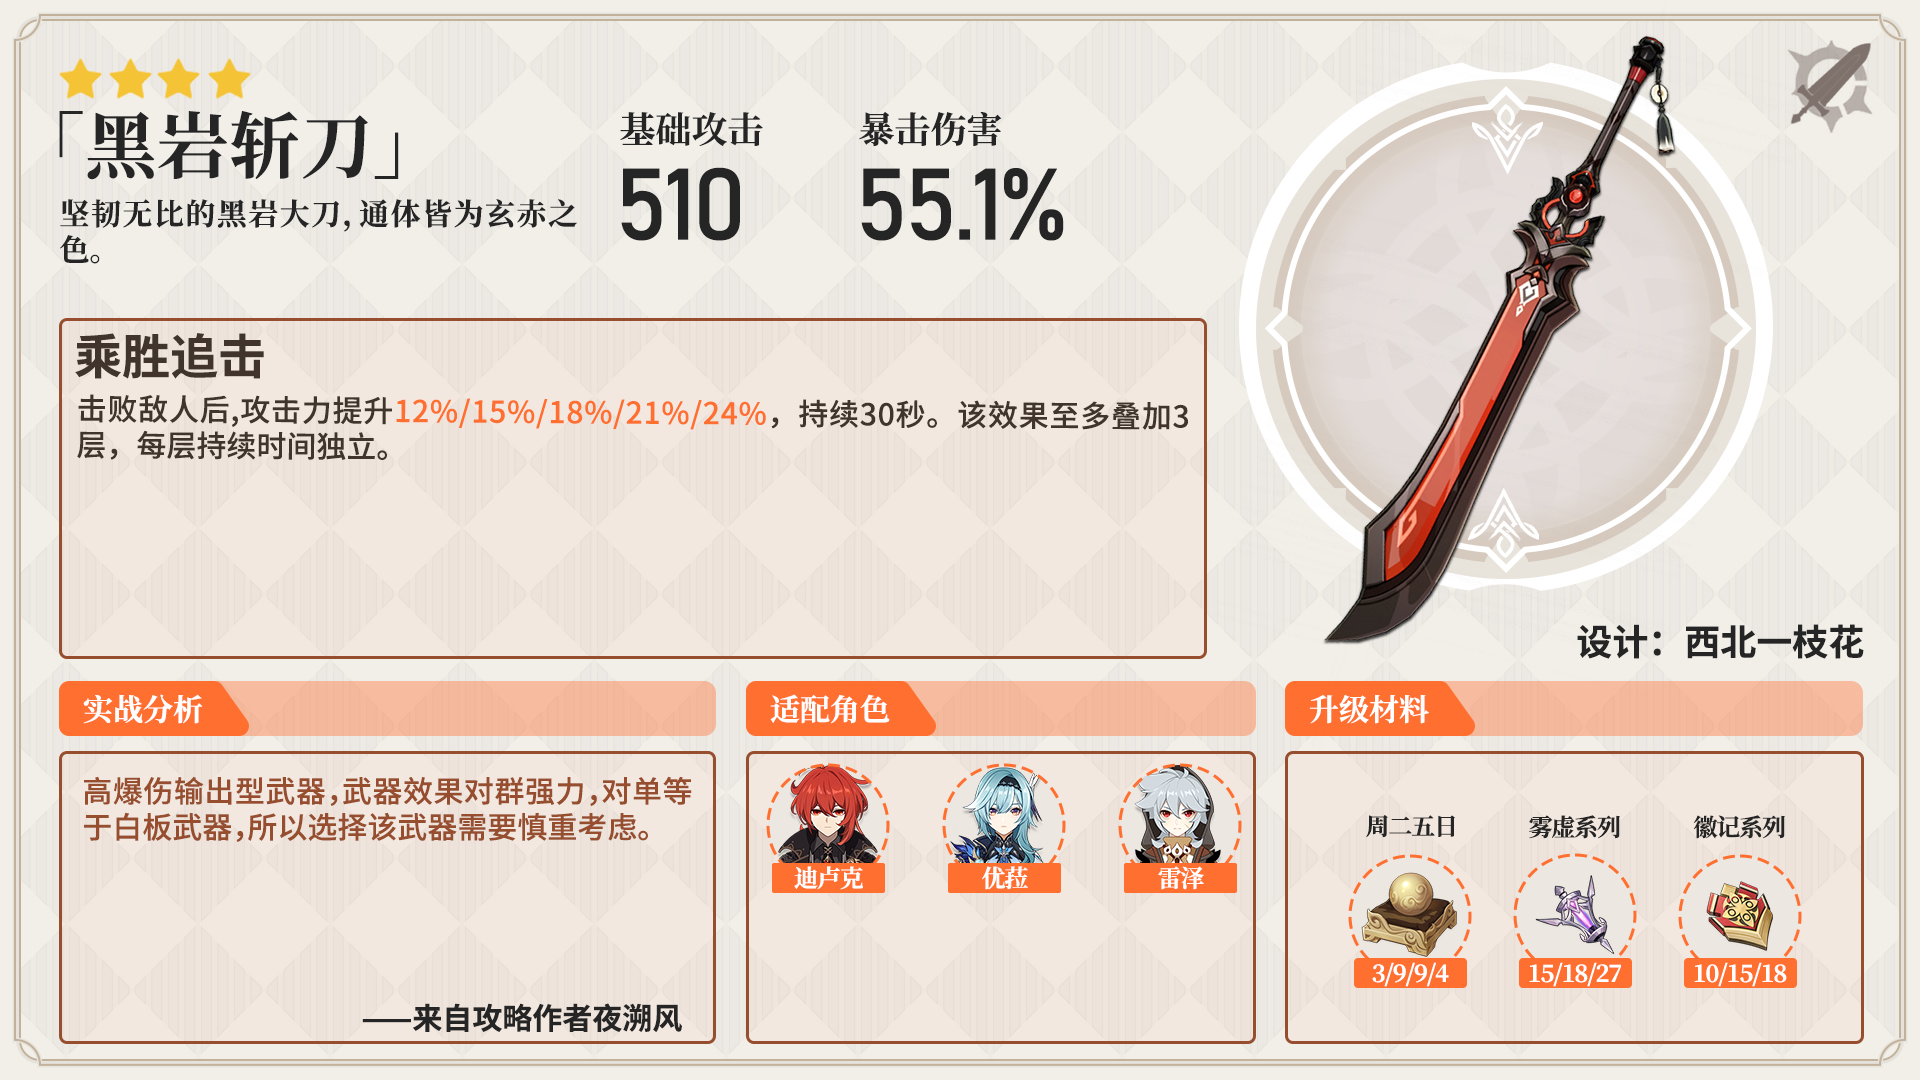 「黑岩斩刀」
坚韧无比的黑岩大刀，通体皆为玄赤之
色。
基础攻击
510
暴击伤害
55.1%
乘胜追击
击败敌人后,攻击力提升12%/15%/18%/21%/24%，持续30秒。该效果至多叠加3
层，每层持续时间独立。
设计：西北一枝花
实战分析
高爆伤输出型武器，武器效果对群强力，对单等
于白板武器，所以选择该武器需要慎重考虑。
——来自攻略作者夜溯风
适配角色
迪卢克
优菈
雷泽
升级材料
周二五日
雾虚系列
徽记系列
3/9/9/4
15/18/27
10/15/18